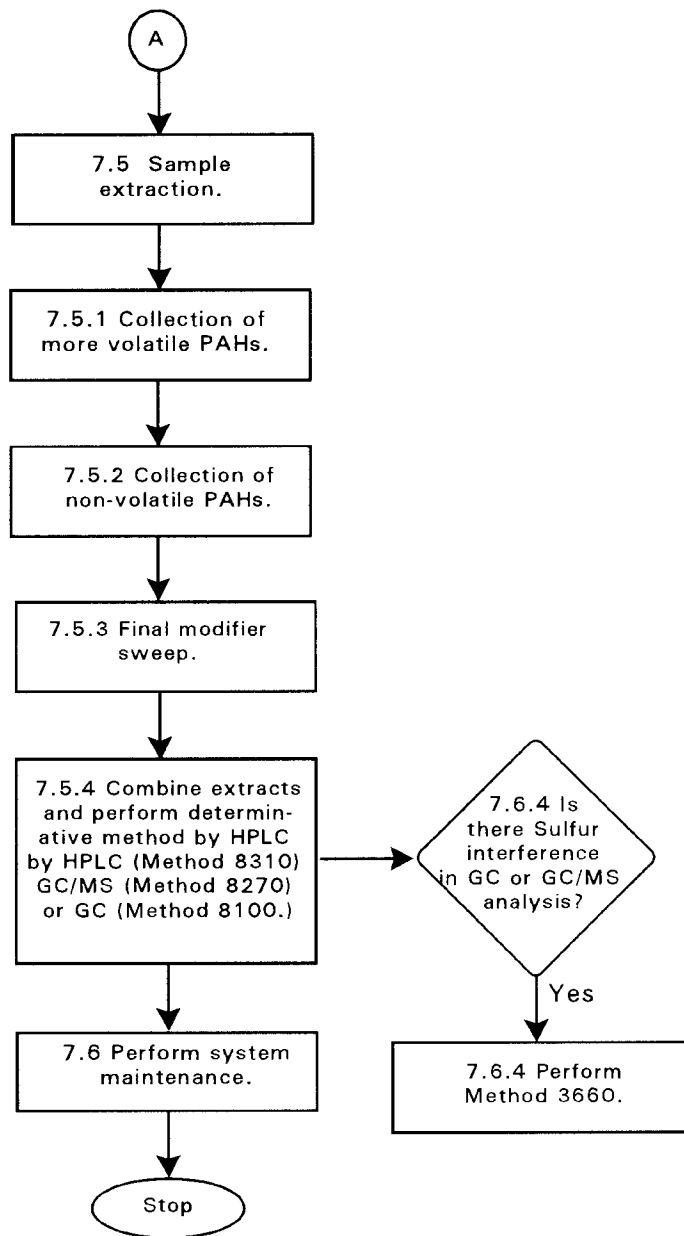 A
7.5 Sample
extraction.
7.5.1 Collection of
more volatile PAHs.
7.5.2 Collection of
non-volatile PAHs.
7.5.3 Final modifier
sweep.
7.5.4 Combine extracts
and perform determin-
ative method by HPLC
by HPLC (Method 8310)
GC/MS (Method 8270)
or GC (Method 8100.)
7.6.4 Is
there Sulfur
interference
in GC or GC/MS
analysis?
Yes
7.6.4 Perform
Method 3660.
7.6 Perform system
maintenance.
Stop